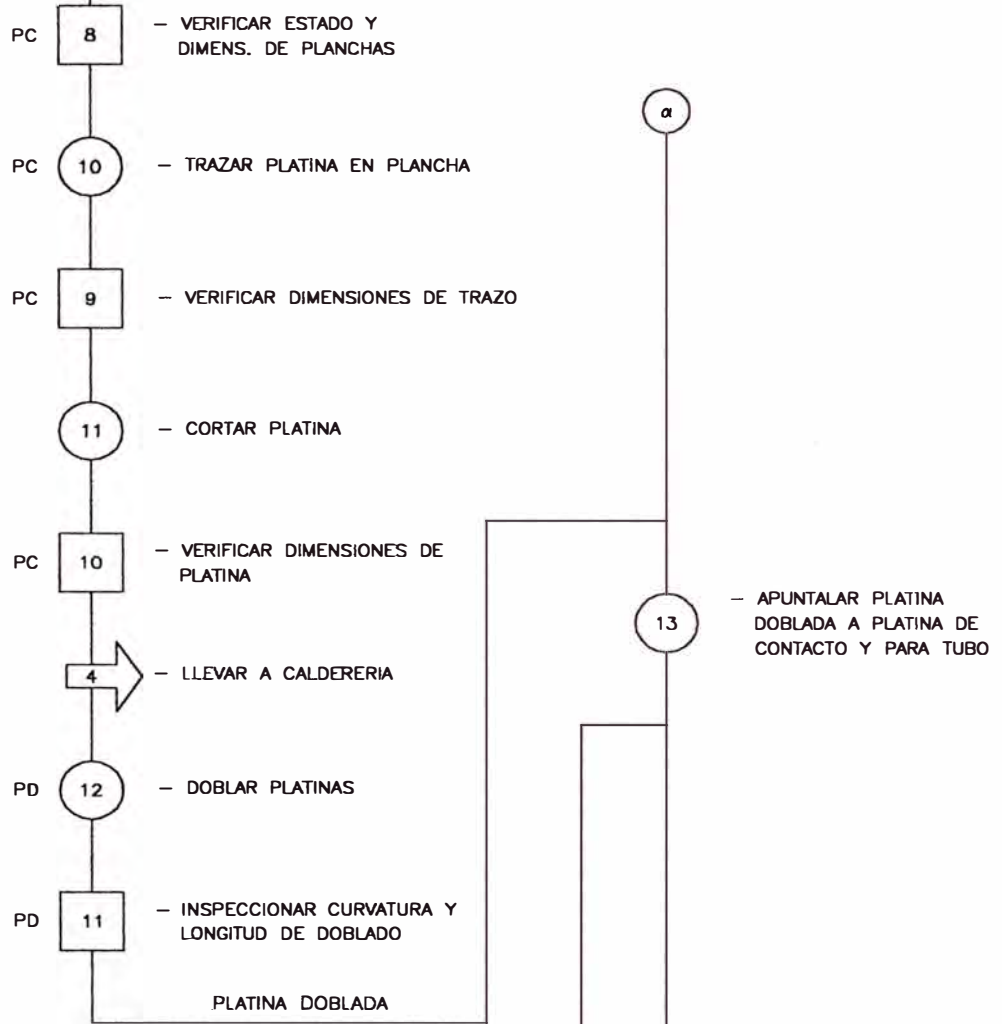 PC 8 – VERIFICAR ESTADO Y
DIMENS. DE PLANCHAS
α
PC 10 – TRAZAR PLATINA EN PLANCHA
PC 9 – VERIFICAR DIMENSIONES DE TRAZO
11 – CORTAR PLATINA
PC 10 – VERIFICAR DIMENSIONES DE
PLATINA
13 – APUNTALAR PLATINA
DOBLADA A PLATINA DE
CONTACTO Y PARA TUBO
4 – LLEVAR A CALDERERIA
PD 12 – DOBLAR PLATINAS
PD 11 – INSPECCIONAR CURVATURA Y
LONGITUD DE DOBLADO
PLATINA DOBLADA